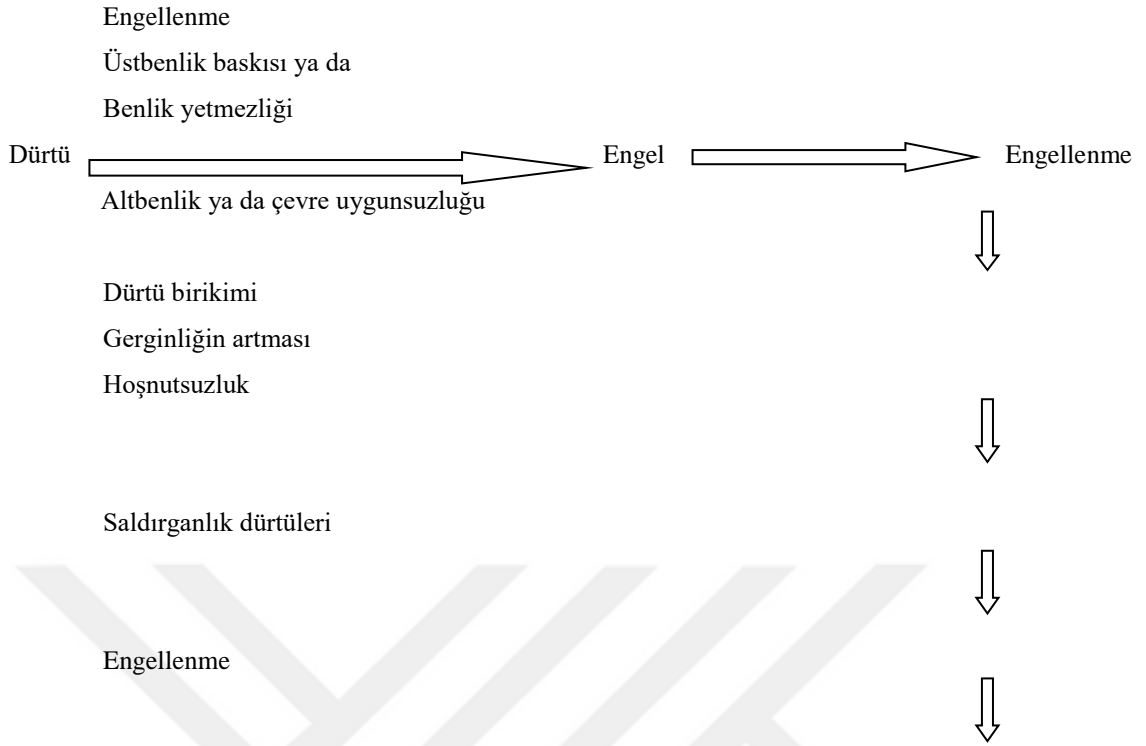 Engellenme
Üstbenlik baskısı ya da
Benlik yetmezliği
Dürtü Engel Engellenme
Altbenlik ya da çevre uygunsuzluğu
Dürtü birikimi
Gerginliğin artması
Hoşnutsuzluk
Saldırganlık dürtüleri
Engellenme